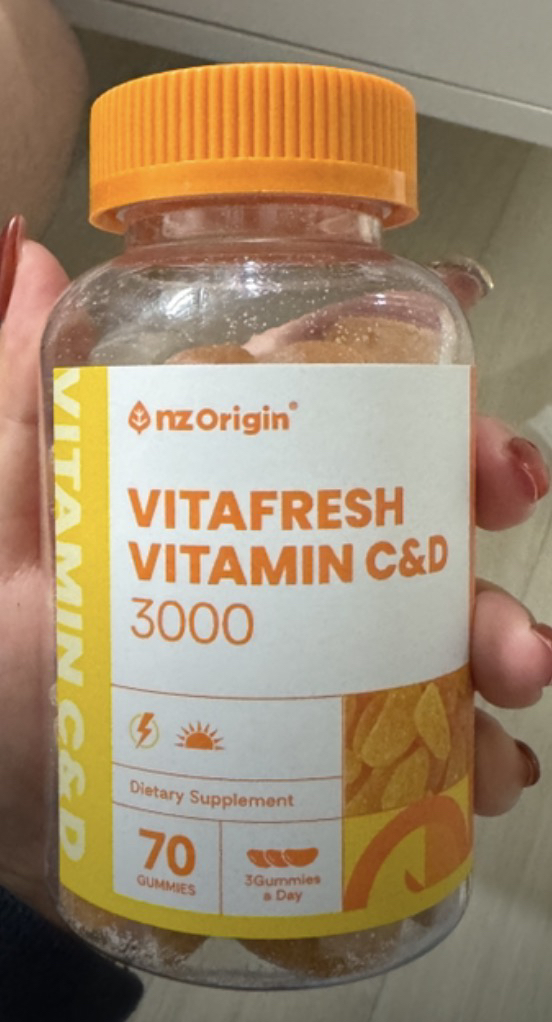 nzOrigin®
VITAFRESH
VITAMIN C&D
3000
Dietary Supplement
70
GUMMIES
3Gummies
a Day
VITAMIN C&D